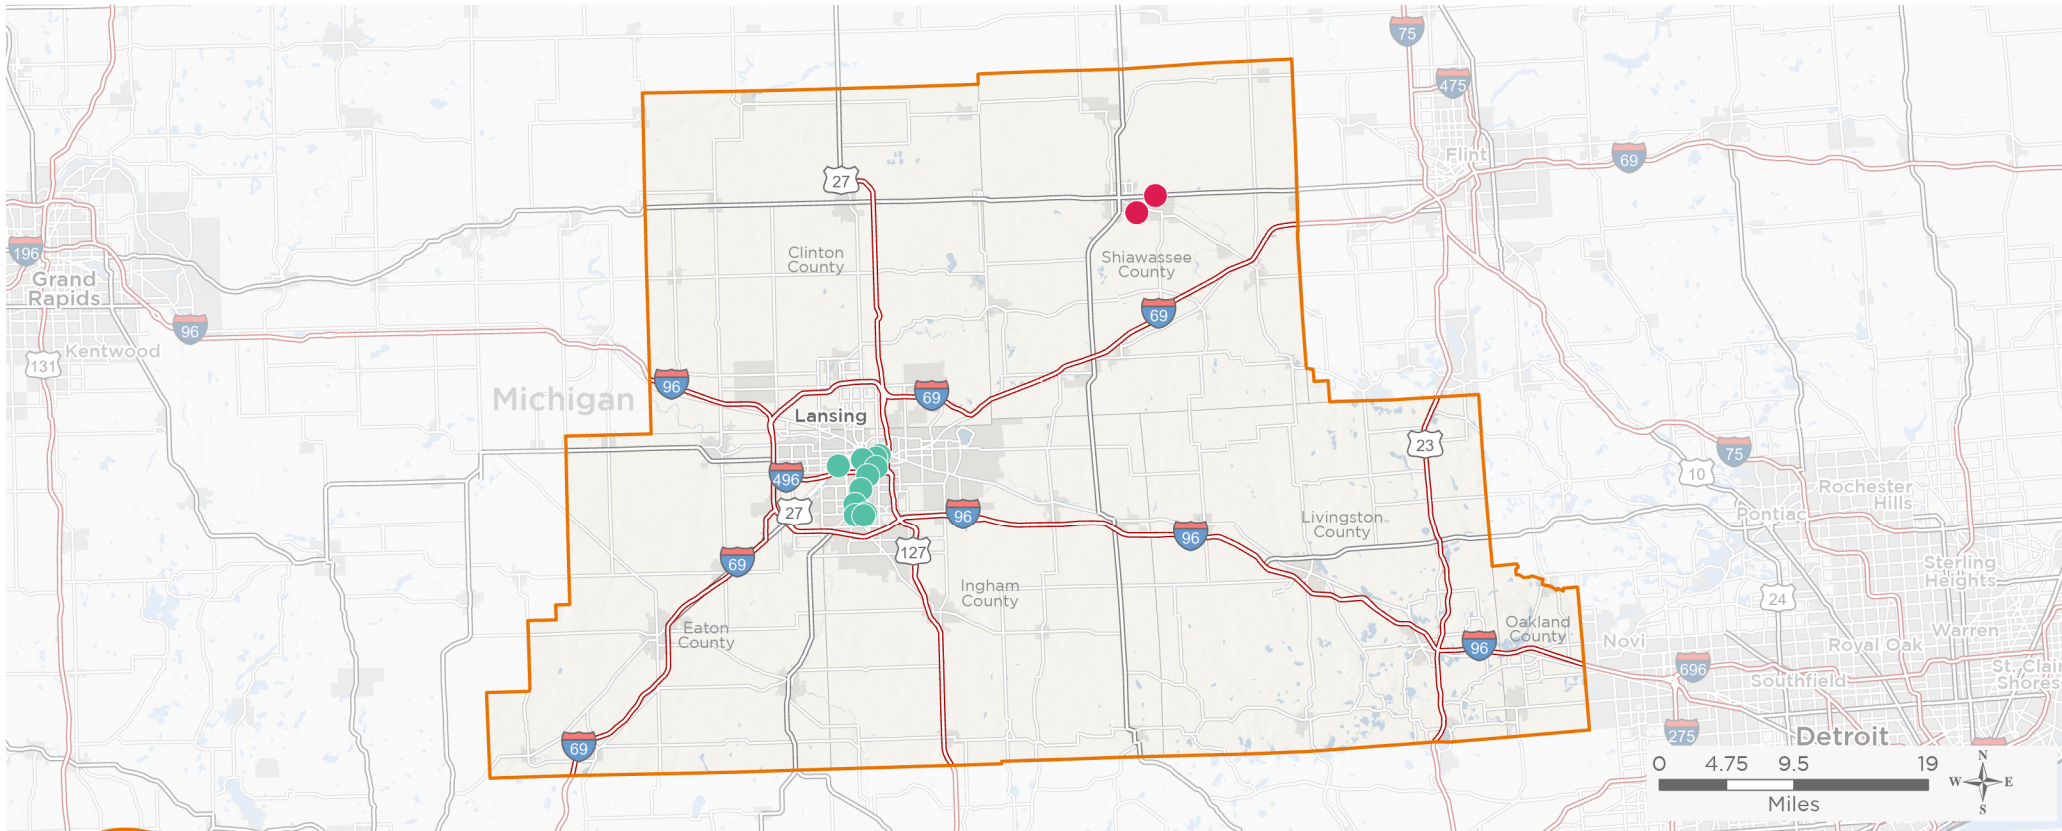 75
475
Flint
69
27
196
Grand
Rapids
96
Kentwood
131
Clinton
County
Shiawassee
County
69
96
Michigan
69
Lansing
23
75
10
Rochester
Hills
Pontiac
496
27
96
96
Livingston
County
127
69
Ingham
County
Sterling
Heights
24
Eaton
County
Oakland
County
96
Novi
Warren
Royal Oak
696
Southfield
St. Clair
Shores
69
275
Detroit
0 4.75 9.5 19
Miles
N
W E
S